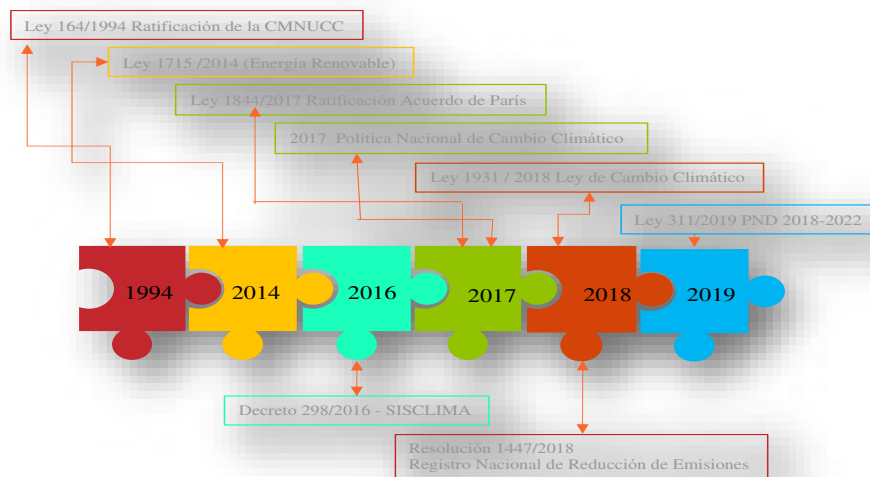 Ley 164/1994 Ratificación de la CMNUCC
Ley 1715 /2014 (Energía Renovable)
Ley 1844/2017 Ratificación Acuerdo de París
2017 Política Nacional de Cambio Climático
Ley 1931 / 2018 Ley de Cambio Climático
Ley 311/2019 PND 2018-2022
1994
2014
2016
2017
2018
2019
Decreto 298/2016 - SISCLIMA
Resolución 1447/2018
Registro Nacional de Reducción de Emisiones